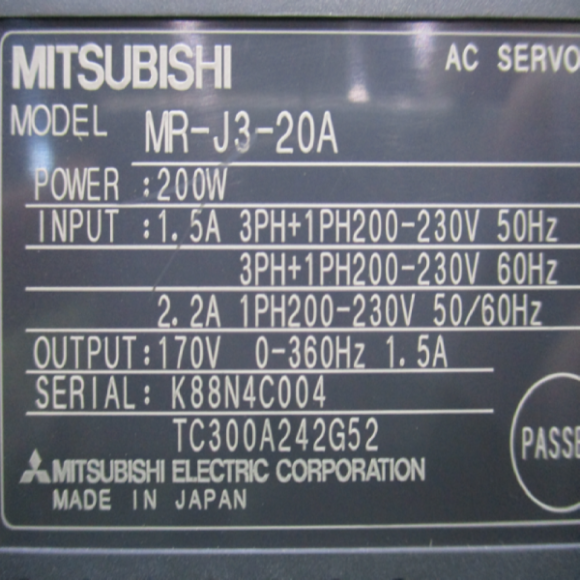 MITSUBISHI AC SERVO
MODEL MR-J3-20A
POWER :200W
INPUT :1.5A 3PH+1PH200-230V 50Hz
3PH+1PH200-230V 60Hz
2.2A 1PH200-230V 50/60Hz
OUTPUT:170V 0-360Hz 1.5A
SERIAL: K88N4C004
TC300A242G52
PASSE
MITSUBISHI ELECTRIC CORPORATION
MADE IN JAPAN